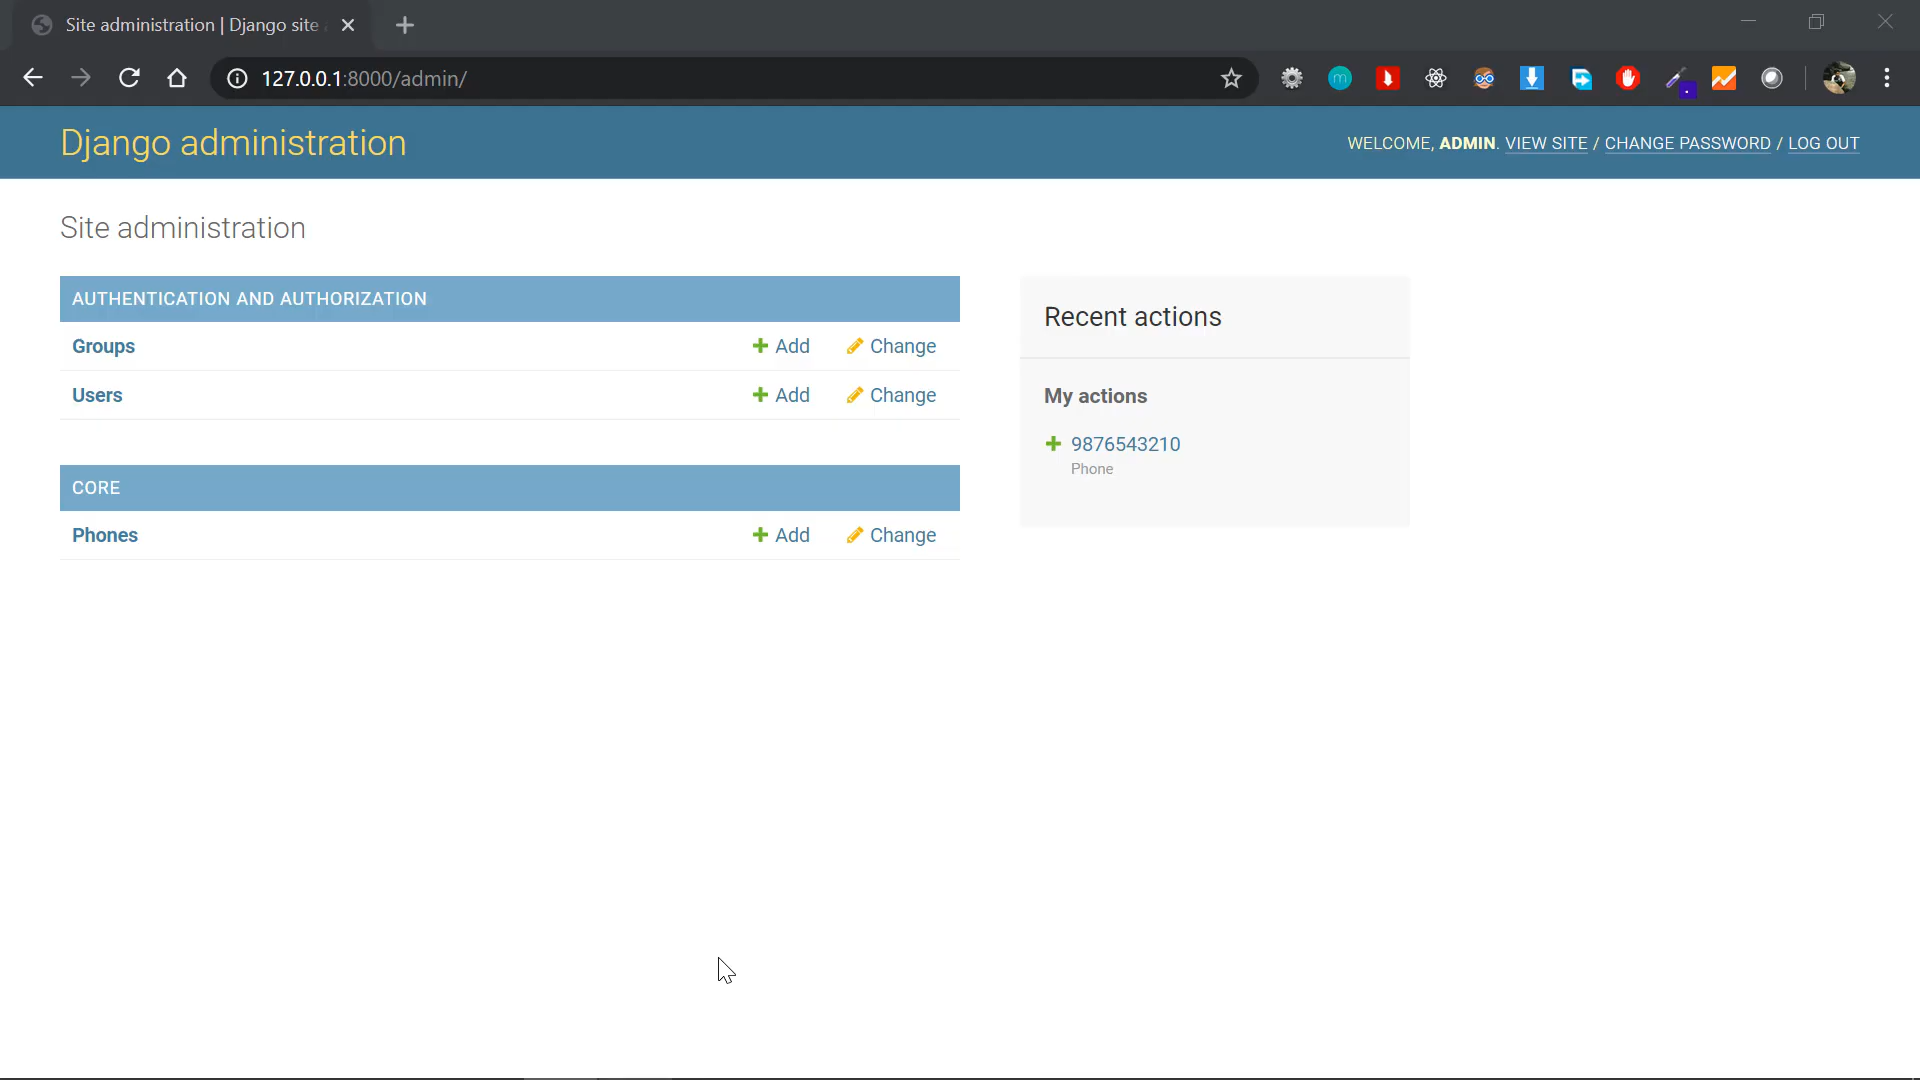 Site administration | Django site
127.0.0.1:8000/admin/
Django administration
WELCOME, ADMIN. VIEW SITE / CHANGE PASSWORD / LOG OUT
Site administration
AUTHENTICATION AND AUTHORIZATION
Groups Add Change
Users Add Change
CORE
Phones Add Change
Recent actions
My actions
9876543210
Phone